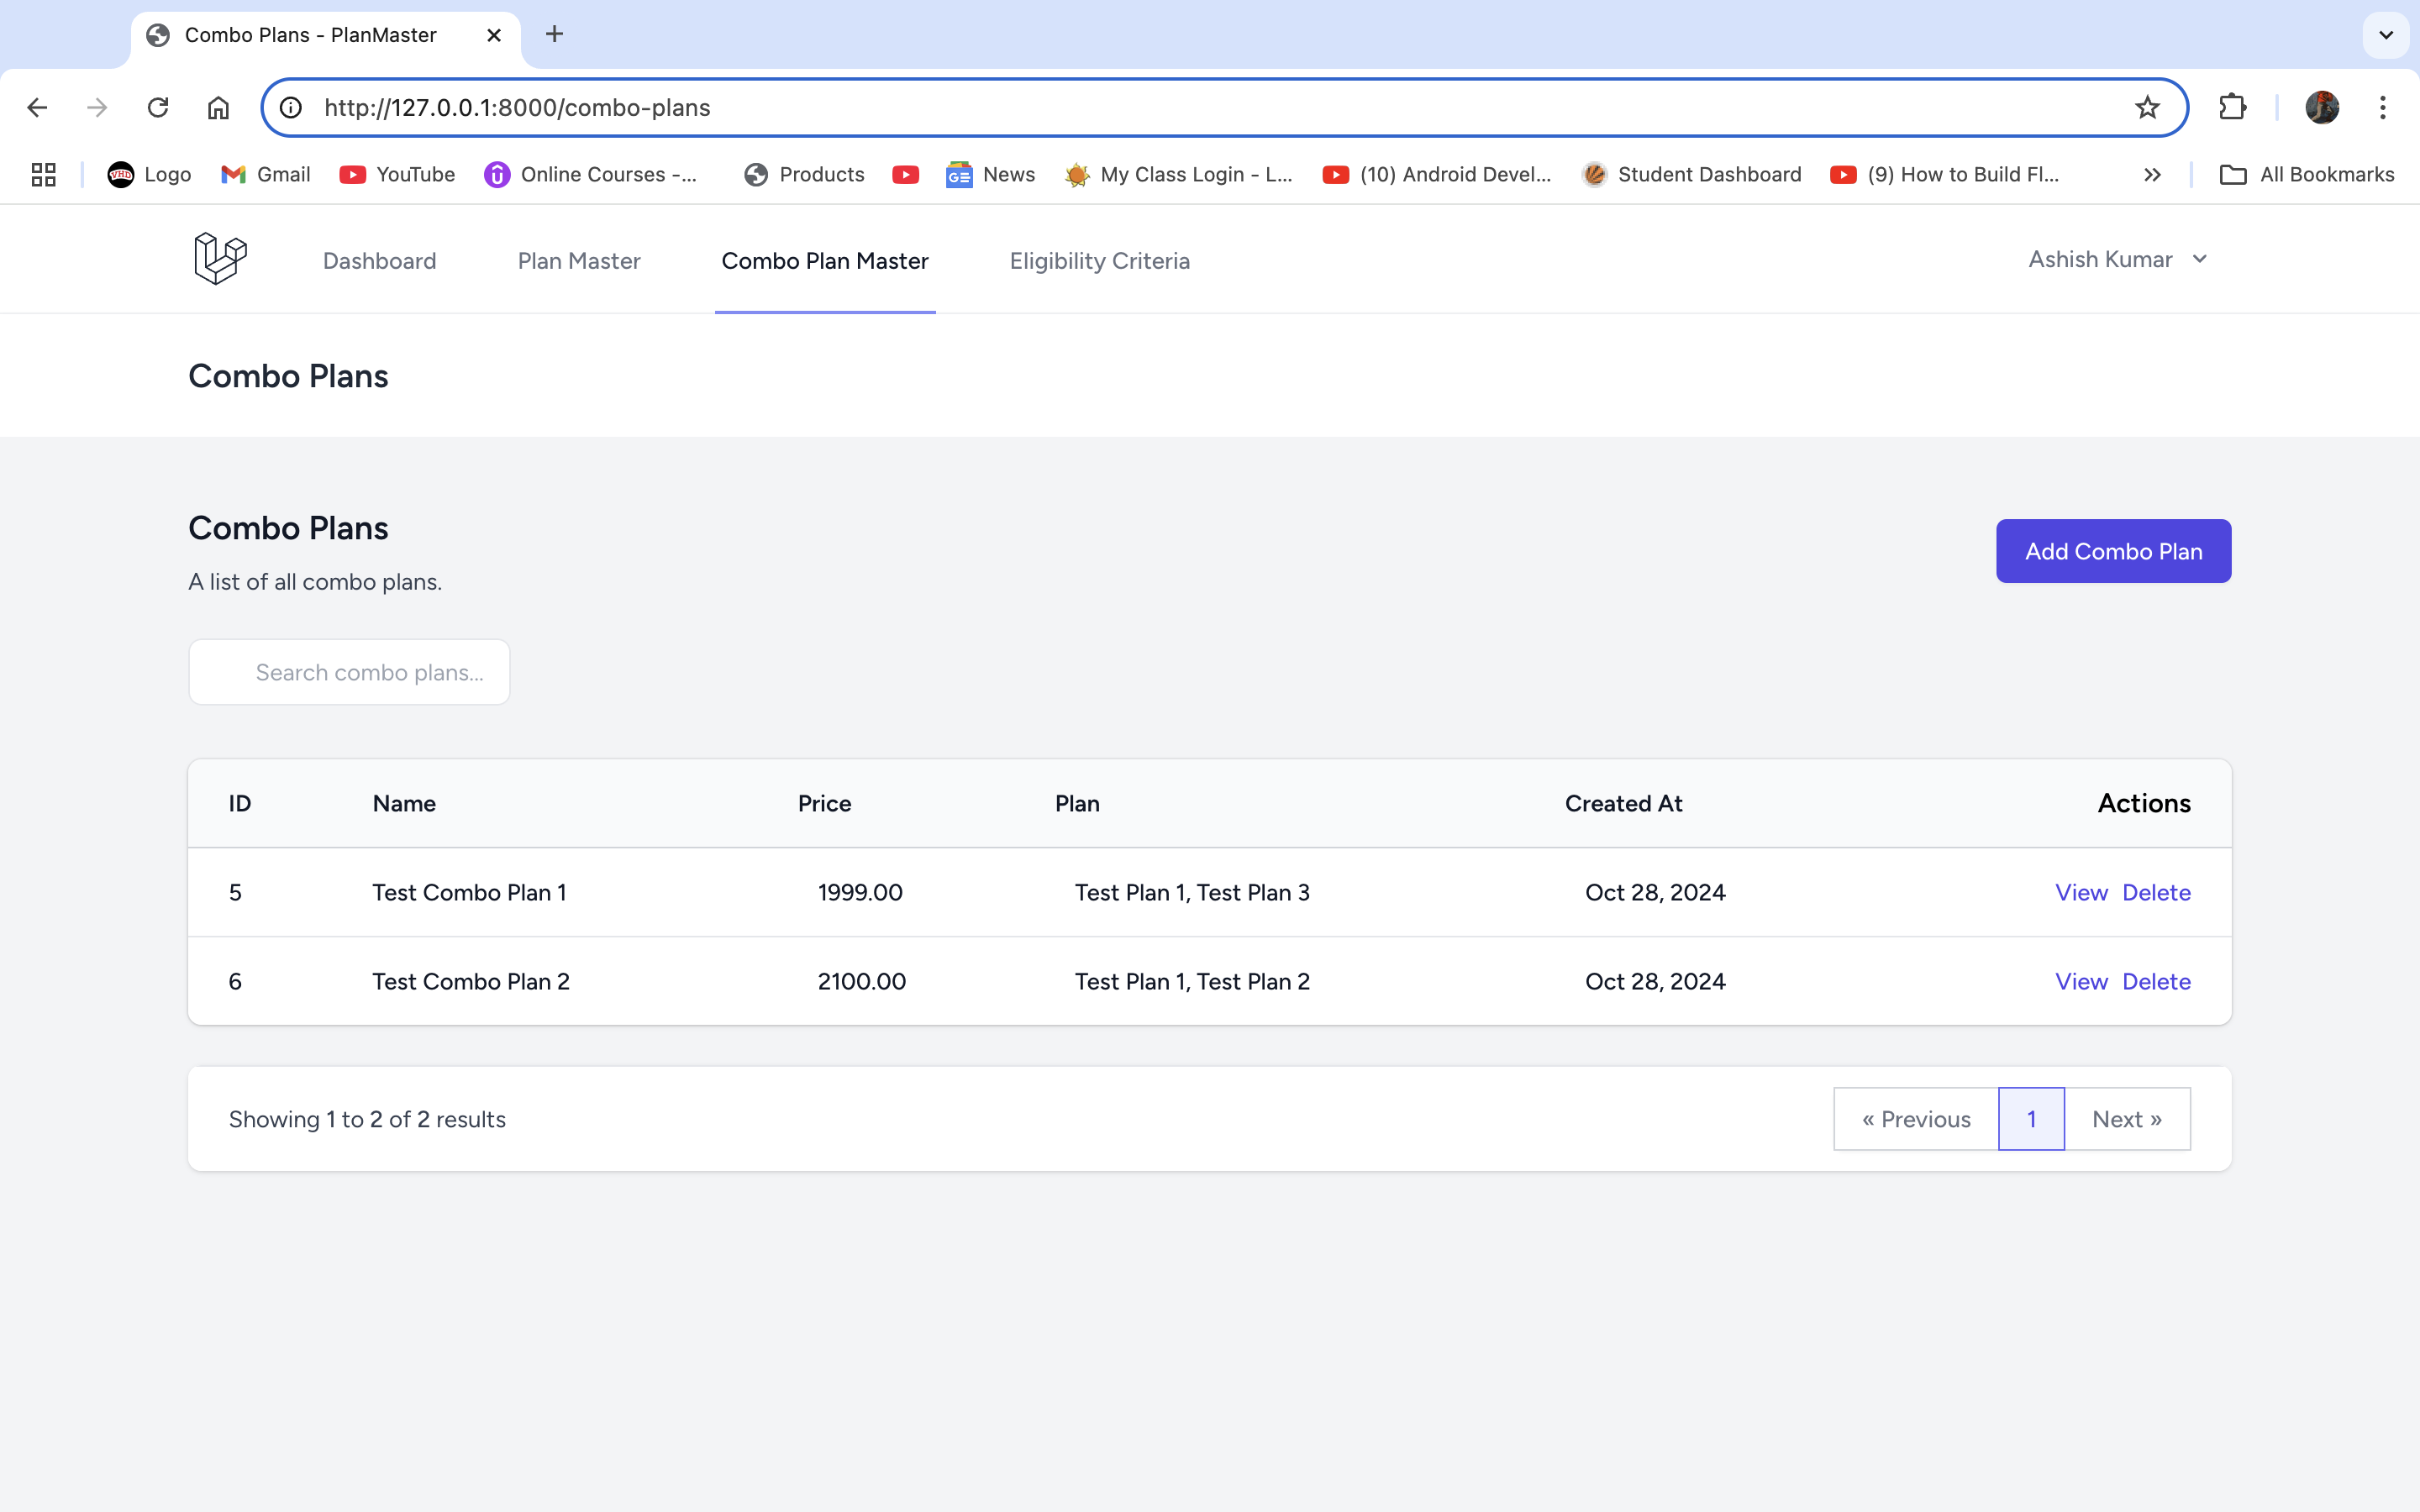 Combo Plans - PlanMaster
http://127.0.0.1:8000/combo-plans
VHD Logo Gmail YouTube Online Courses -... Products GE News My Class Login - L... (10) Android Devel... Student Dashboard (9) How to Build Fl... All Bookmarks
Dashboard Plan Master Combo Plan Master Eligibility Criteria Ashish Kumar
Combo Plans
Combo Plans
Add Combo Plan
A list of all combo plans.
Search combo plans...
ID Name Price Plan Created At Actions
5 Test Combo Plan 1 1999.00 Test Plan 1, Test Plan 3 Oct 28, 2024 View Delete
6 Test Combo Plan 2 2100.00 Test Plan 1, Test Plan 2 Oct 28, 2024 View Delete
Showing 1 to 2 of 2 results « Previous 1 Next »